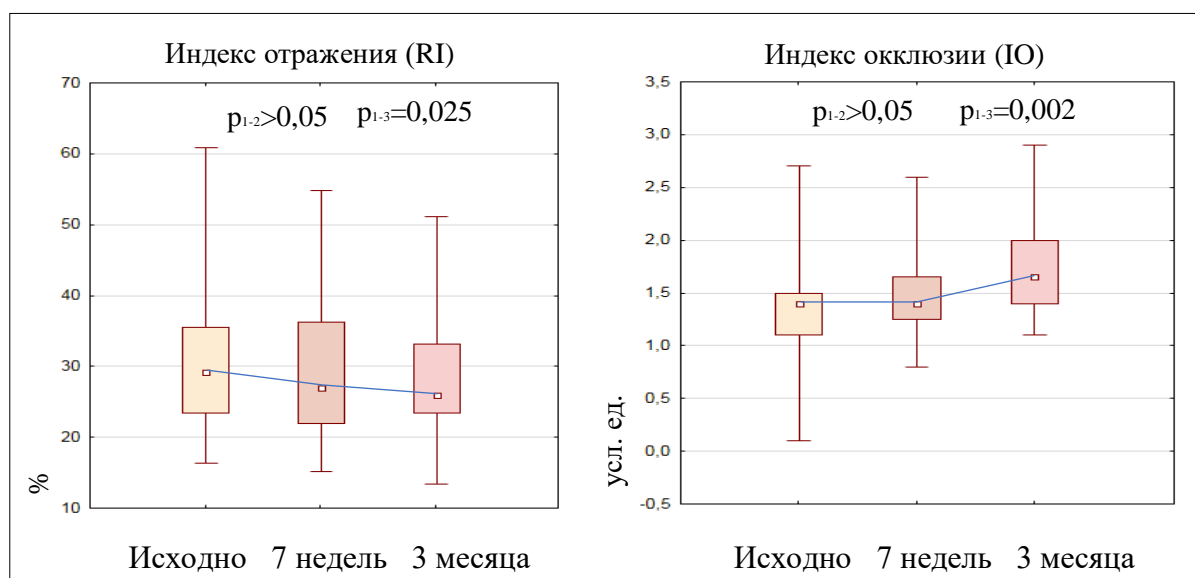 Индекс отражения (RI)
70
60
50
40
30
20
10
%
p1-2>0,05 p1-3=0,025
Исходно 7 недель 3 месяца
Индекс окклюзии (IO)
3,5
3,0
2,5
2,0
1,5
1,0
0,5
0,0
-0,5
усл. ед.
p1-2>0,05 p1-3=0,002
Исходно 7 недель 3 месяца